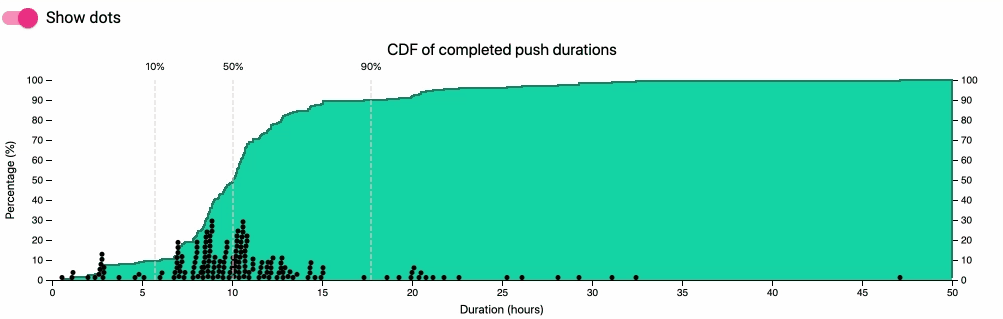 Show dots
CDF of completed push durations
10% 50% 90%
100 100
90 90
80 80
70 70
60 60
50 50
40 40
30 30
20 20
10 10
0 0
Percentage (%)
0 5 10 15 20 25 30 35 40 45 50
Duration (hours)